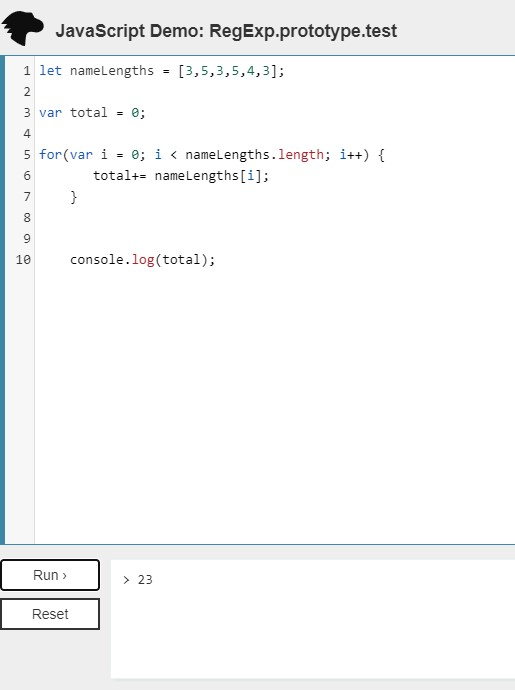 JavaScript Demo: RegExp.prototype.test
1 let nameLengths = [3,5,3,5,4,3];
2
3 var total = 0;
4
5 for(var i = 0; i < nameLengths.length; i++) {
6 total+= nameLengths[i];
7 }
8
9
10 console.log(total);
Run ›
> 23
Reset